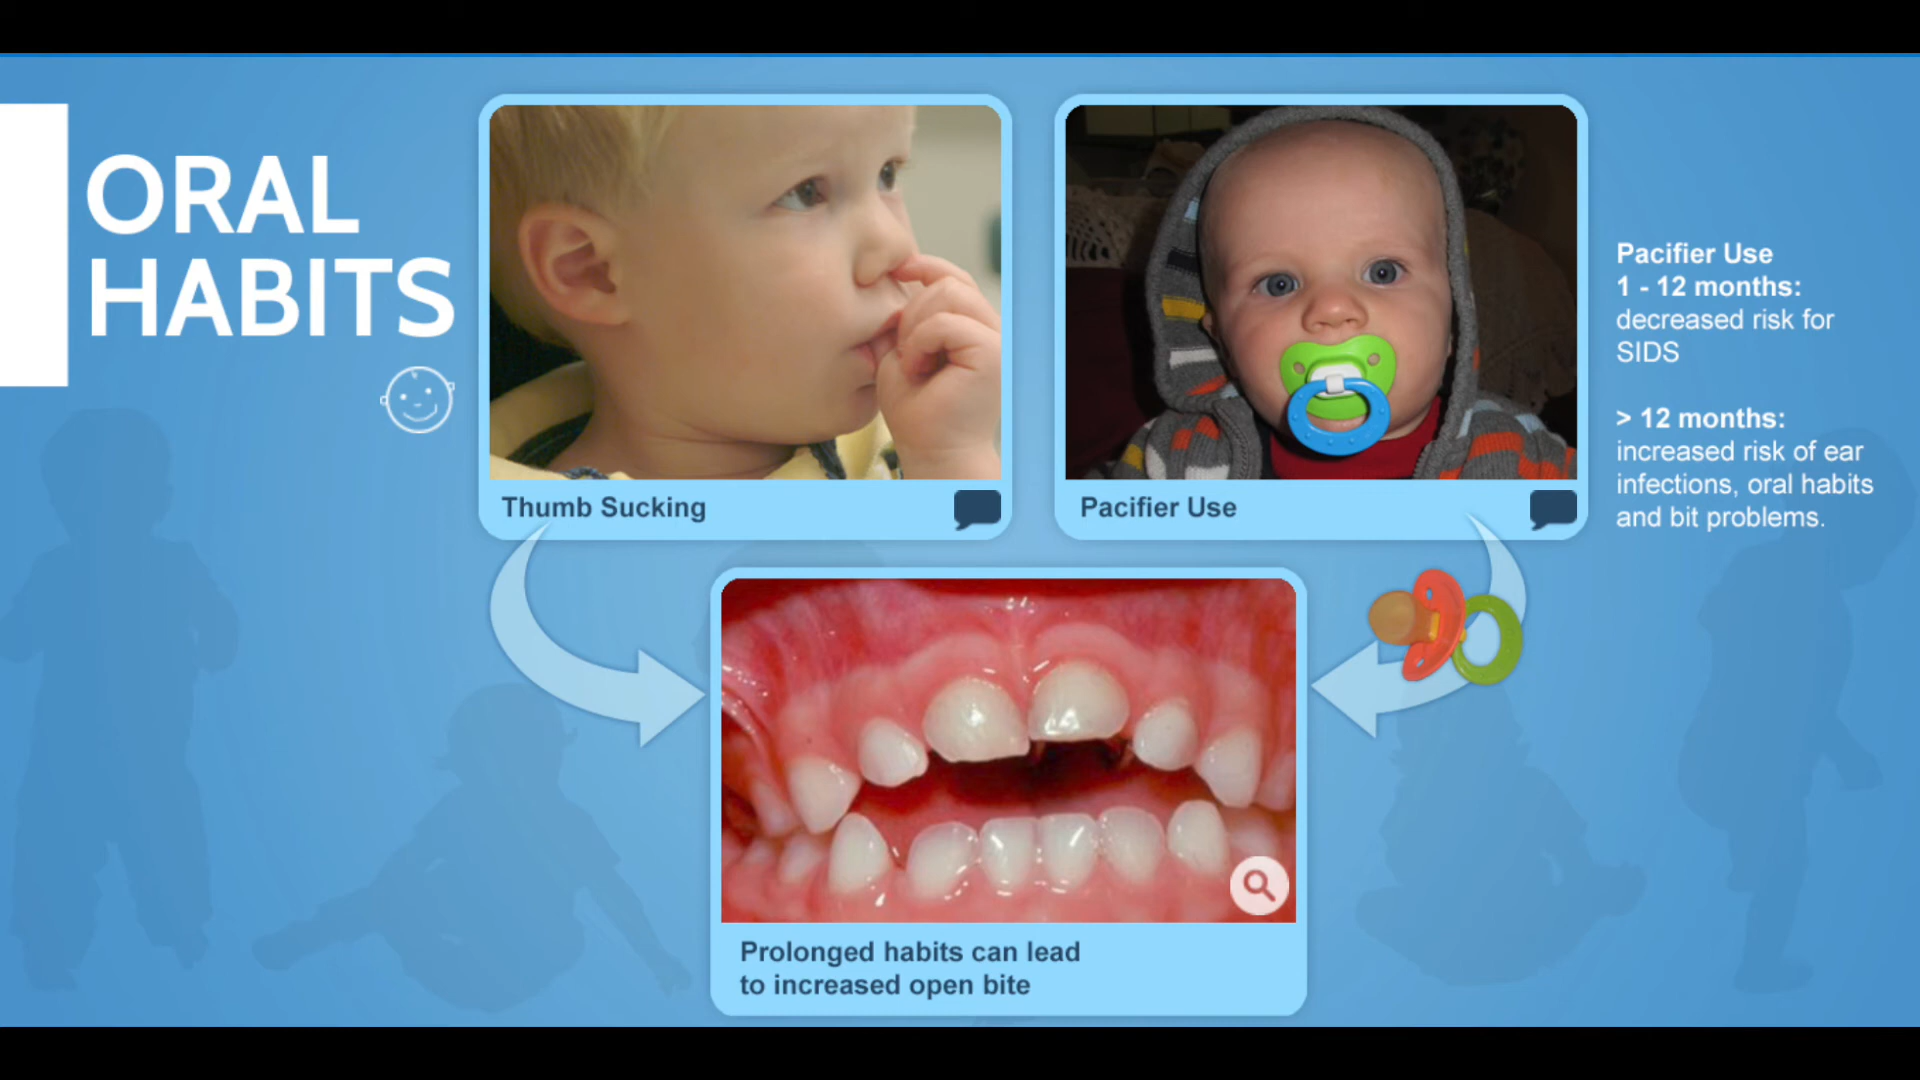 ORAL
HABITS
Thumb Sucking
Pacifier Use
Pacifier Use
1 - 12 months:
decreased risk for
SIDS
> 12 months:
increased risk of ear
infections, oral habits
and bit problems.
Prolonged habits can lead
to increased open bite